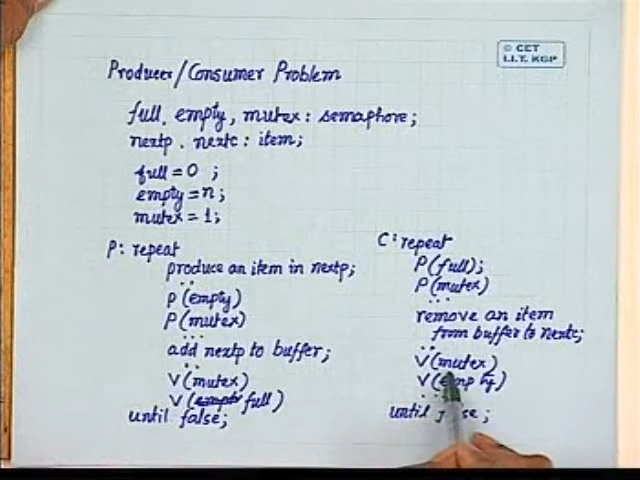 © CET
I.I.T. KGP
Producer/Consumer Problem
full, empty, mutex : semaphore;
nextp, nextc : item;
full = 0 ;
empty = n;
mutex = 1;
P: repeat
produce an item in nextp;
...
P(empty)
P(mutex)
...
add nextp to buffer;
...
V(mutex)
V(full)
until false;
C: repeat
P(full);
P(mutex)
...
remove an item
from buffer to nextc;
...
V(mutex)
V(empty)
...
until false;